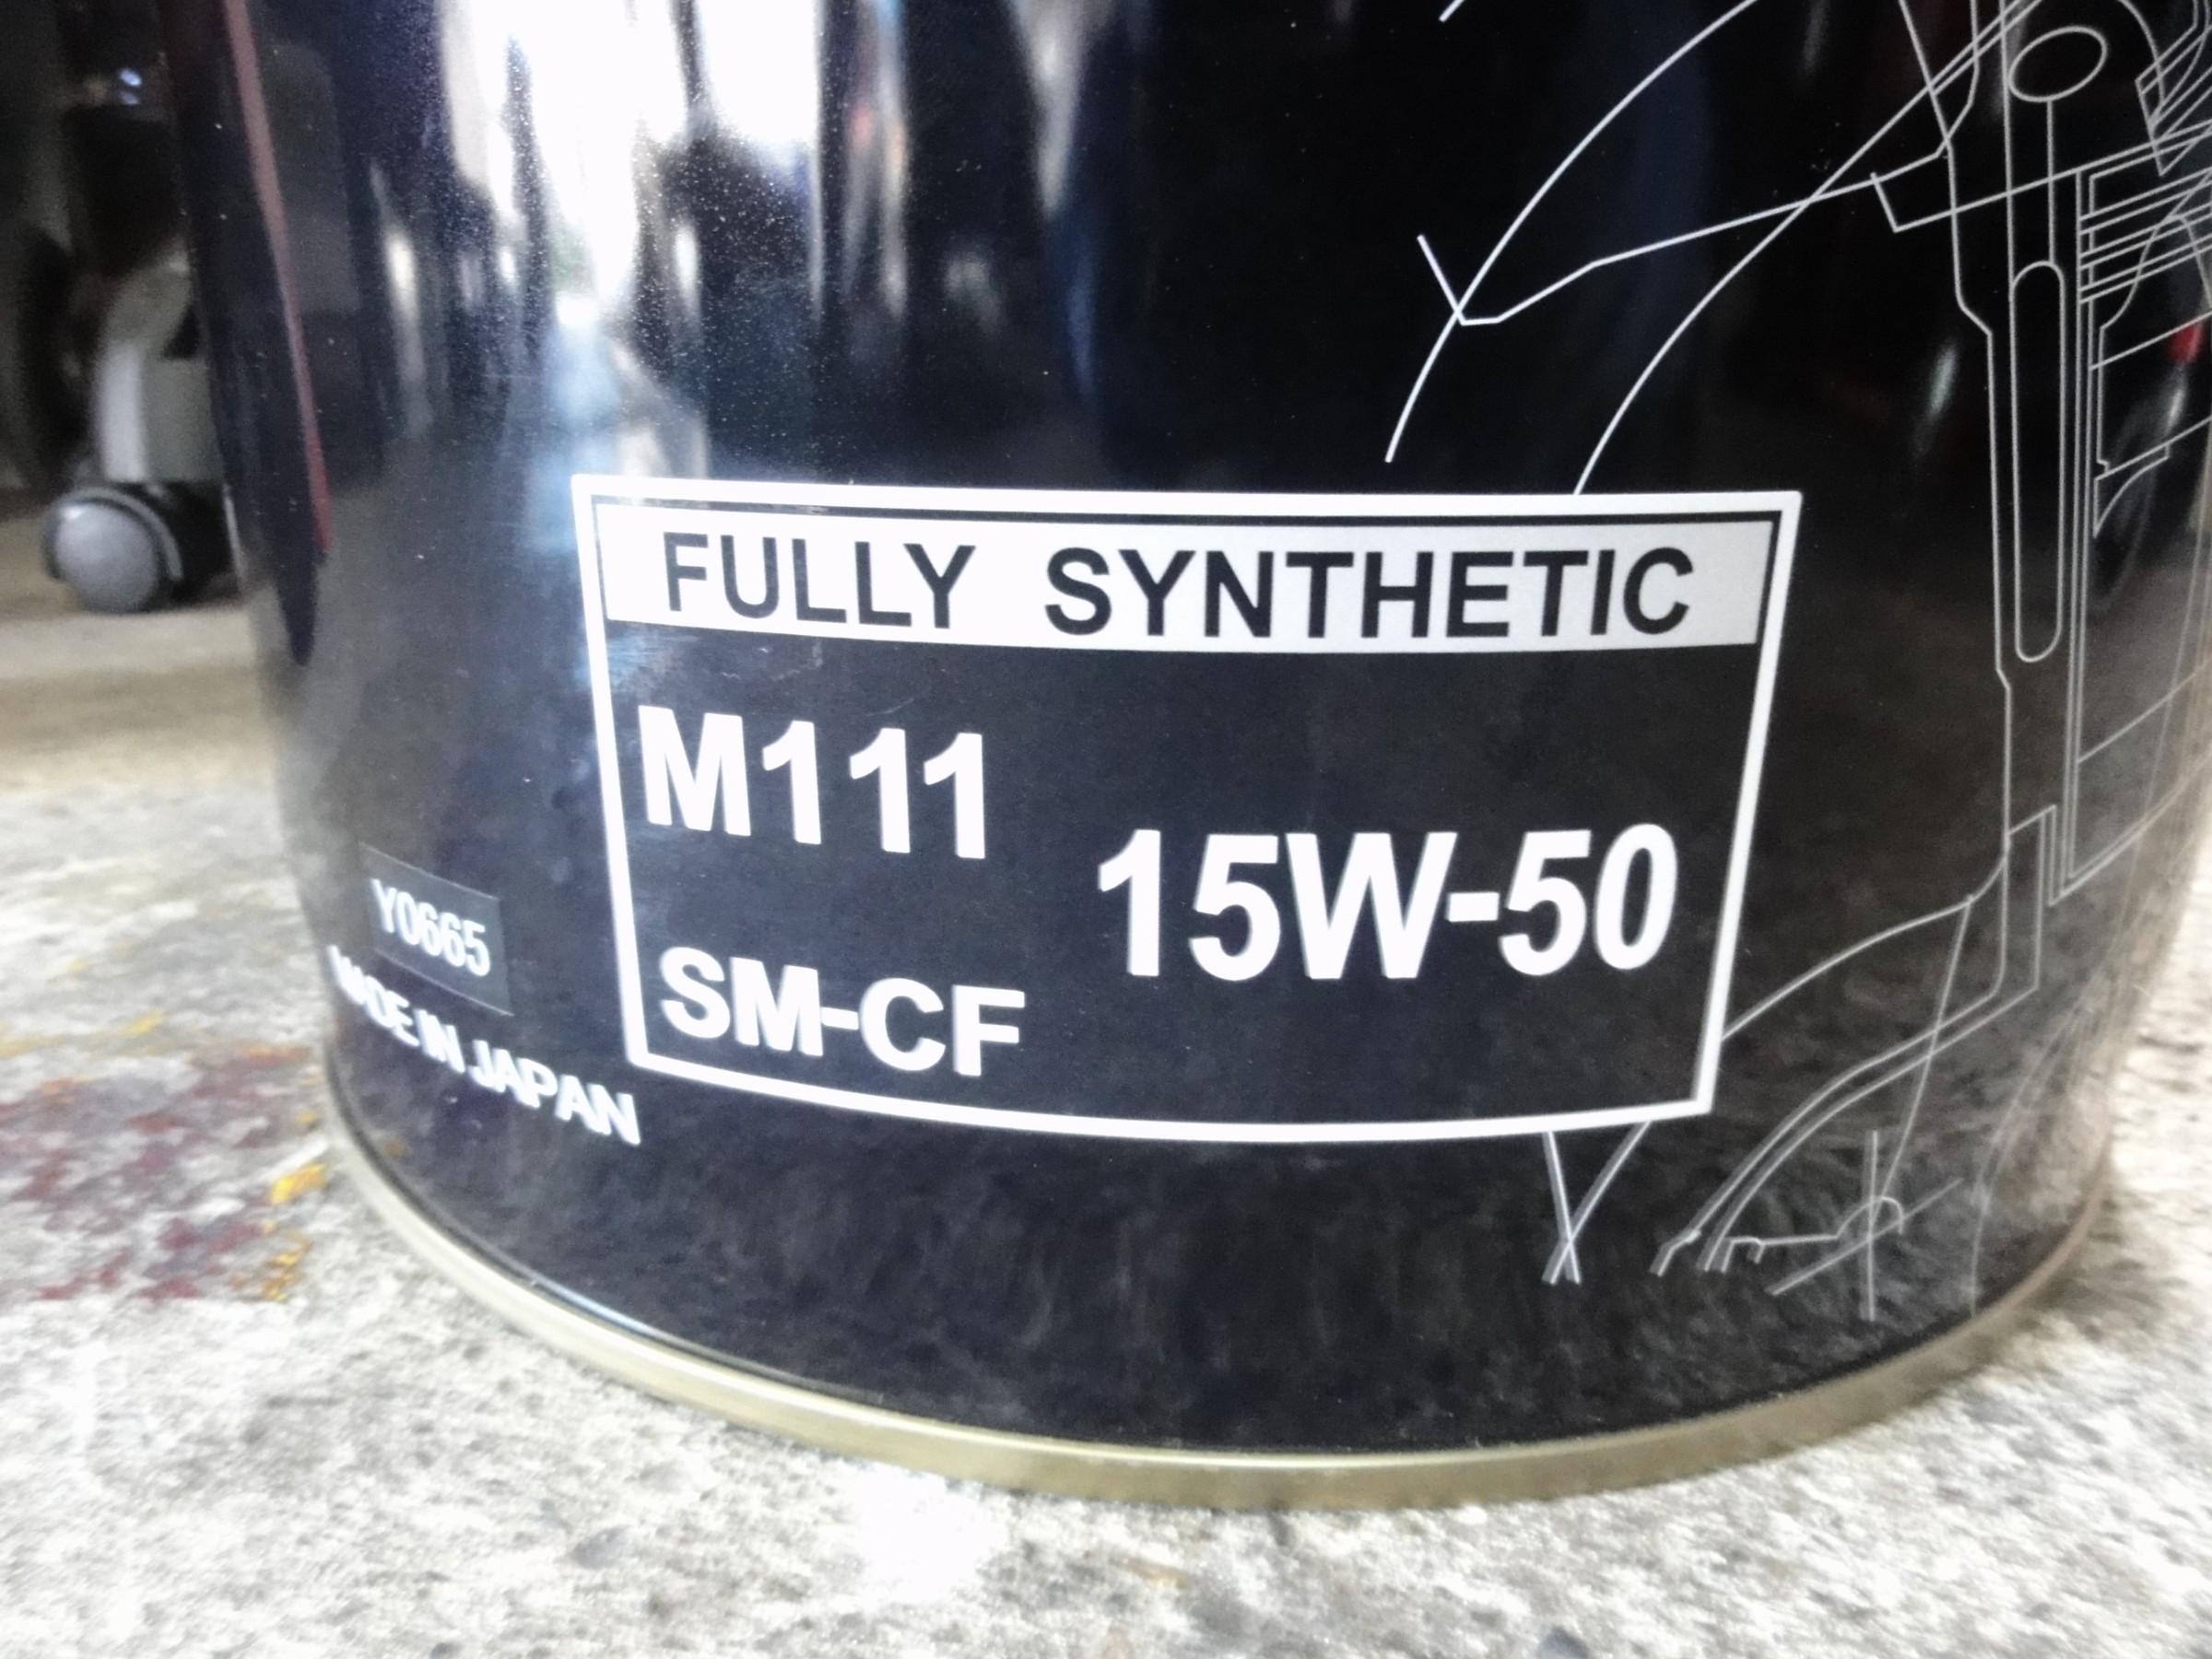 FULLY SYNTHETIC
M111
15W-50
SM-CF
Y0665
MADE IN JAPAN